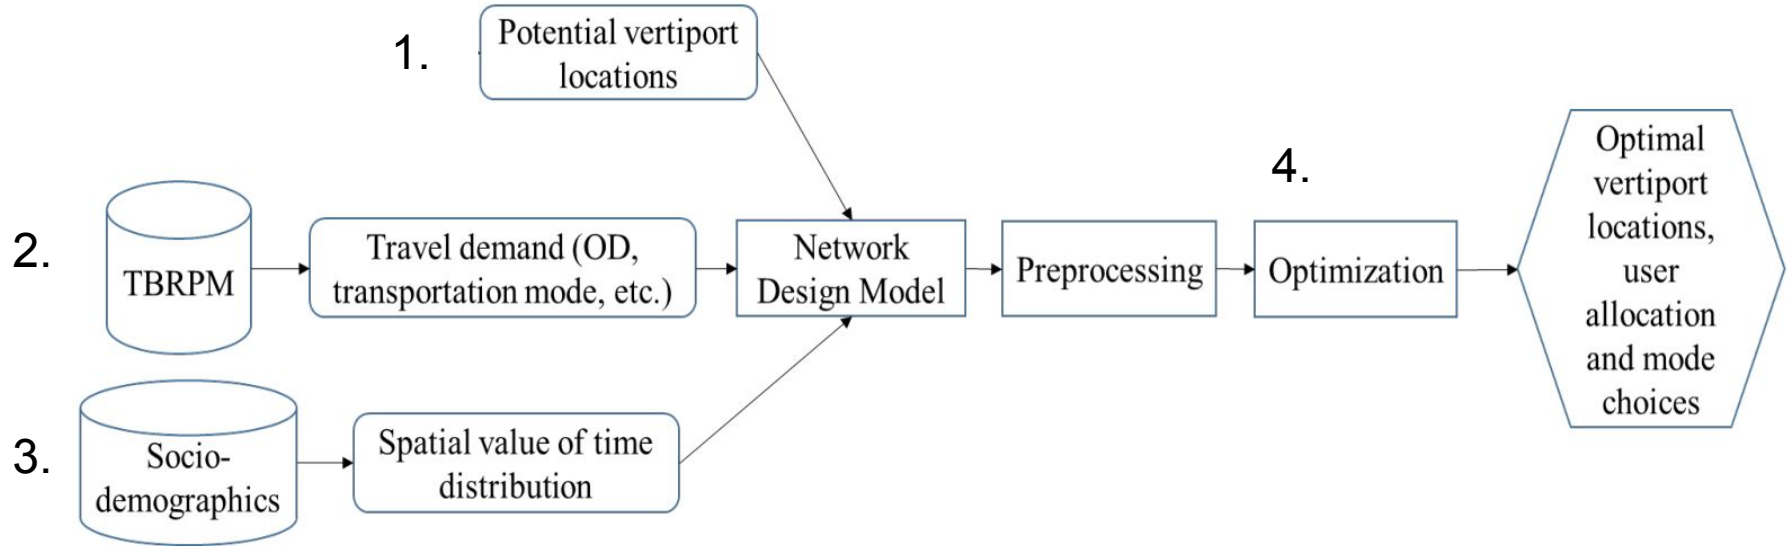 1.
Potential vertiport
locations
2.
TBRPM
Travel demand (OD,
transportation mode, etc.)
Network
Design Model
Preprocessing
4.
Optimization
Optimal
vertiport
locations,
user
allocation
and mode
choices
3.
Socio-
demographics
Spatial value of time
distribution